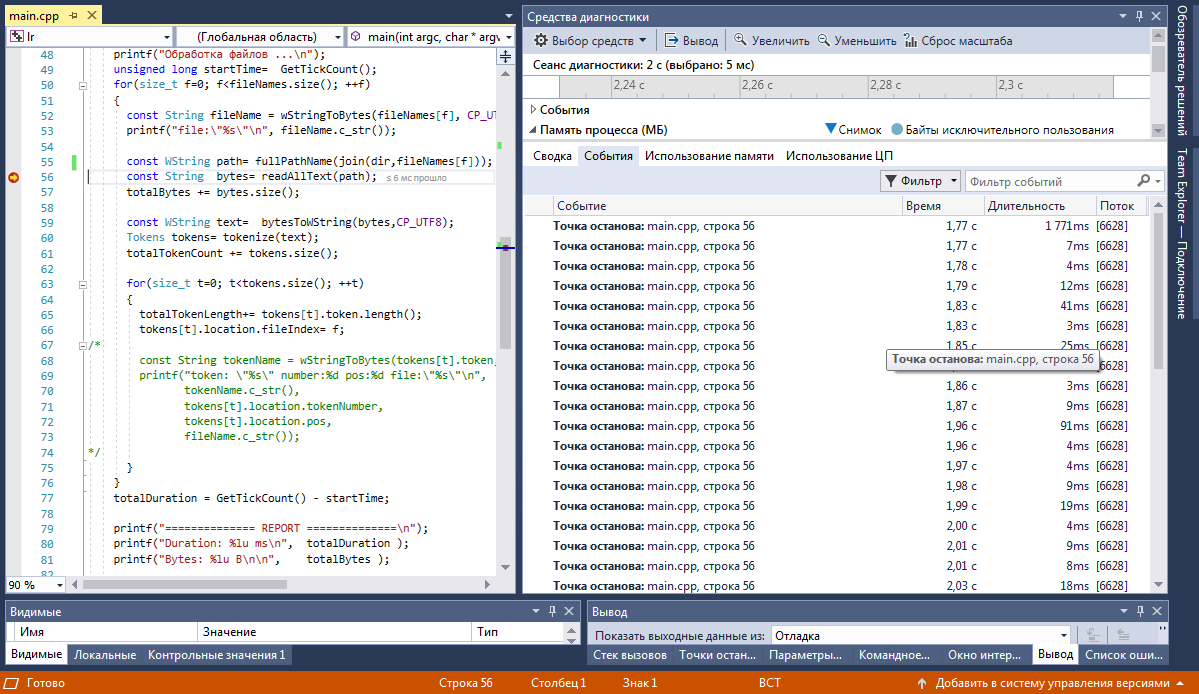 main.cpp
Ir
(Глобальная область)
main(int argc, char * argv
48 printf("Обработка файлов ...\n");
49 unsigned long startTime=  GetTickCount();
50 for(size_t f=0; f<fileNames.size(); ++f)
51 {
52 const String fileName = wStringToBytes(fileNames[f], CP_UT
53 printf("file:\"%s\"\n", fileName.c_str());
54
55 const WString path= fullPathName(join(dir,fileNames[f]));
56 const String  bytes= readAllText(path); ≤ 6 мс прошло
57 totalBytes += bytes.size();
58
59 const WString text=  bytesToWString(bytes,CP_UTF8);
60 Tokens tokens= tokenize(text);
61 totalTokenCount += tokens.size();
62
63 for(size_t t=0; t<tokens.size(); ++t)
64 {
65 totalTokenLength+= tokens[t].token.length();
66 tokens[t].location.fileIndex= f;
67 /*
68 const String tokenName = wStringToBytes(tokens[t].token,
69 printf("token: \"%s\" number:%d pos:%d file:\"%s\"\n",
70 tokenName.c_str(),
71 tokens[t].location.tokenNumber,
72 tokens[t].location.pos,
73 fileName.c_str());
74 */
75 }
76 }
77 totalDuration = GetTickCount() - startTime;
78
79 printf("============== REPORT ==============\n");
80 printf("Duration: %lu ms\n",  totalDuration );
81 printf("Bytes: %lu B\n\n",    totalBytes );
82
90 %
Средства диагностики
Выбор средств Вывод Увеличить Уменьшить Сброс масштаба
Сеанс диагностики: 2 с (выбрано: 5 мс)
2,24 с 2,26 с 2,28 с 2,3 с
События
Память процесса (МБ) Снимок Байты исключительного пользования
Сводка События Использование памяти Использование ЦП
Фильтр Фильтр событий
Событие Время Длительность Поток
Точка останова: main.cpp, строка 56 1,77 с 1 771ms [6628]
Точка останова: main.cpp, строка 56 1,77 с 7ms [6628]
Точка останова: main.cpp, строка 56 1,78 с 4ms [6628]
Точка останова: main.cpp, строка 56 1,79 с 12ms [6628]
Точка останова: main.cpp, строка 56 1,83 с 41ms [6628]
Точка останова: main.cpp, строка 56 1,83 с 3ms [6628]
Точка останова: main.cpp, строка 56 1,85 с 25ms [6628]
Точка останова: main.cpp, строка 56 [6628]
Точка останова: main.cpp, строка 56
Точка останова: main.cpp, строка 56 1,86 с 3ms [6628]
Точка останова: main.cpp, строка 56 1,87 с 9ms [6628]
Точка останова: main.cpp, строка 56 1,96 с 91ms [6628]
Точка останова: main.cpp, строка 56 1,96 с 4ms [6628]
Точка останова: main.cpp, строка 56 1,97 с 4ms [6628]
Точка останова: main.cpp, строка 56 1,98 с 9ms [6628]
Точка останова: main.cpp, строка 56 1,99 с 19ms [6628]
Точка останова: main.cpp, строка 56 2,00 с 4ms [6628]
Точка останова: main.cpp, строка 56 2,01 с 9ms [6628]
Точка останова: main.cpp, строка 56 2,01 с 8ms [6628]
Точка останова: main.cpp, строка 56 2,03 с 18ms [6628]
Обозреватель решений
Team Explorer — Подключение
Видимые
Имя Значение Тип
Видимые Локальные Контрольные значения 1
Вывод
Показать выходные данные из: Отладка
Стек вызовов Точки остан... Параметры... Командное... Окно интер... Вывод Список оши...
Готово Строка 56 Столбец 1 Знак 1 ВСТ Добавить в систему управления версиями